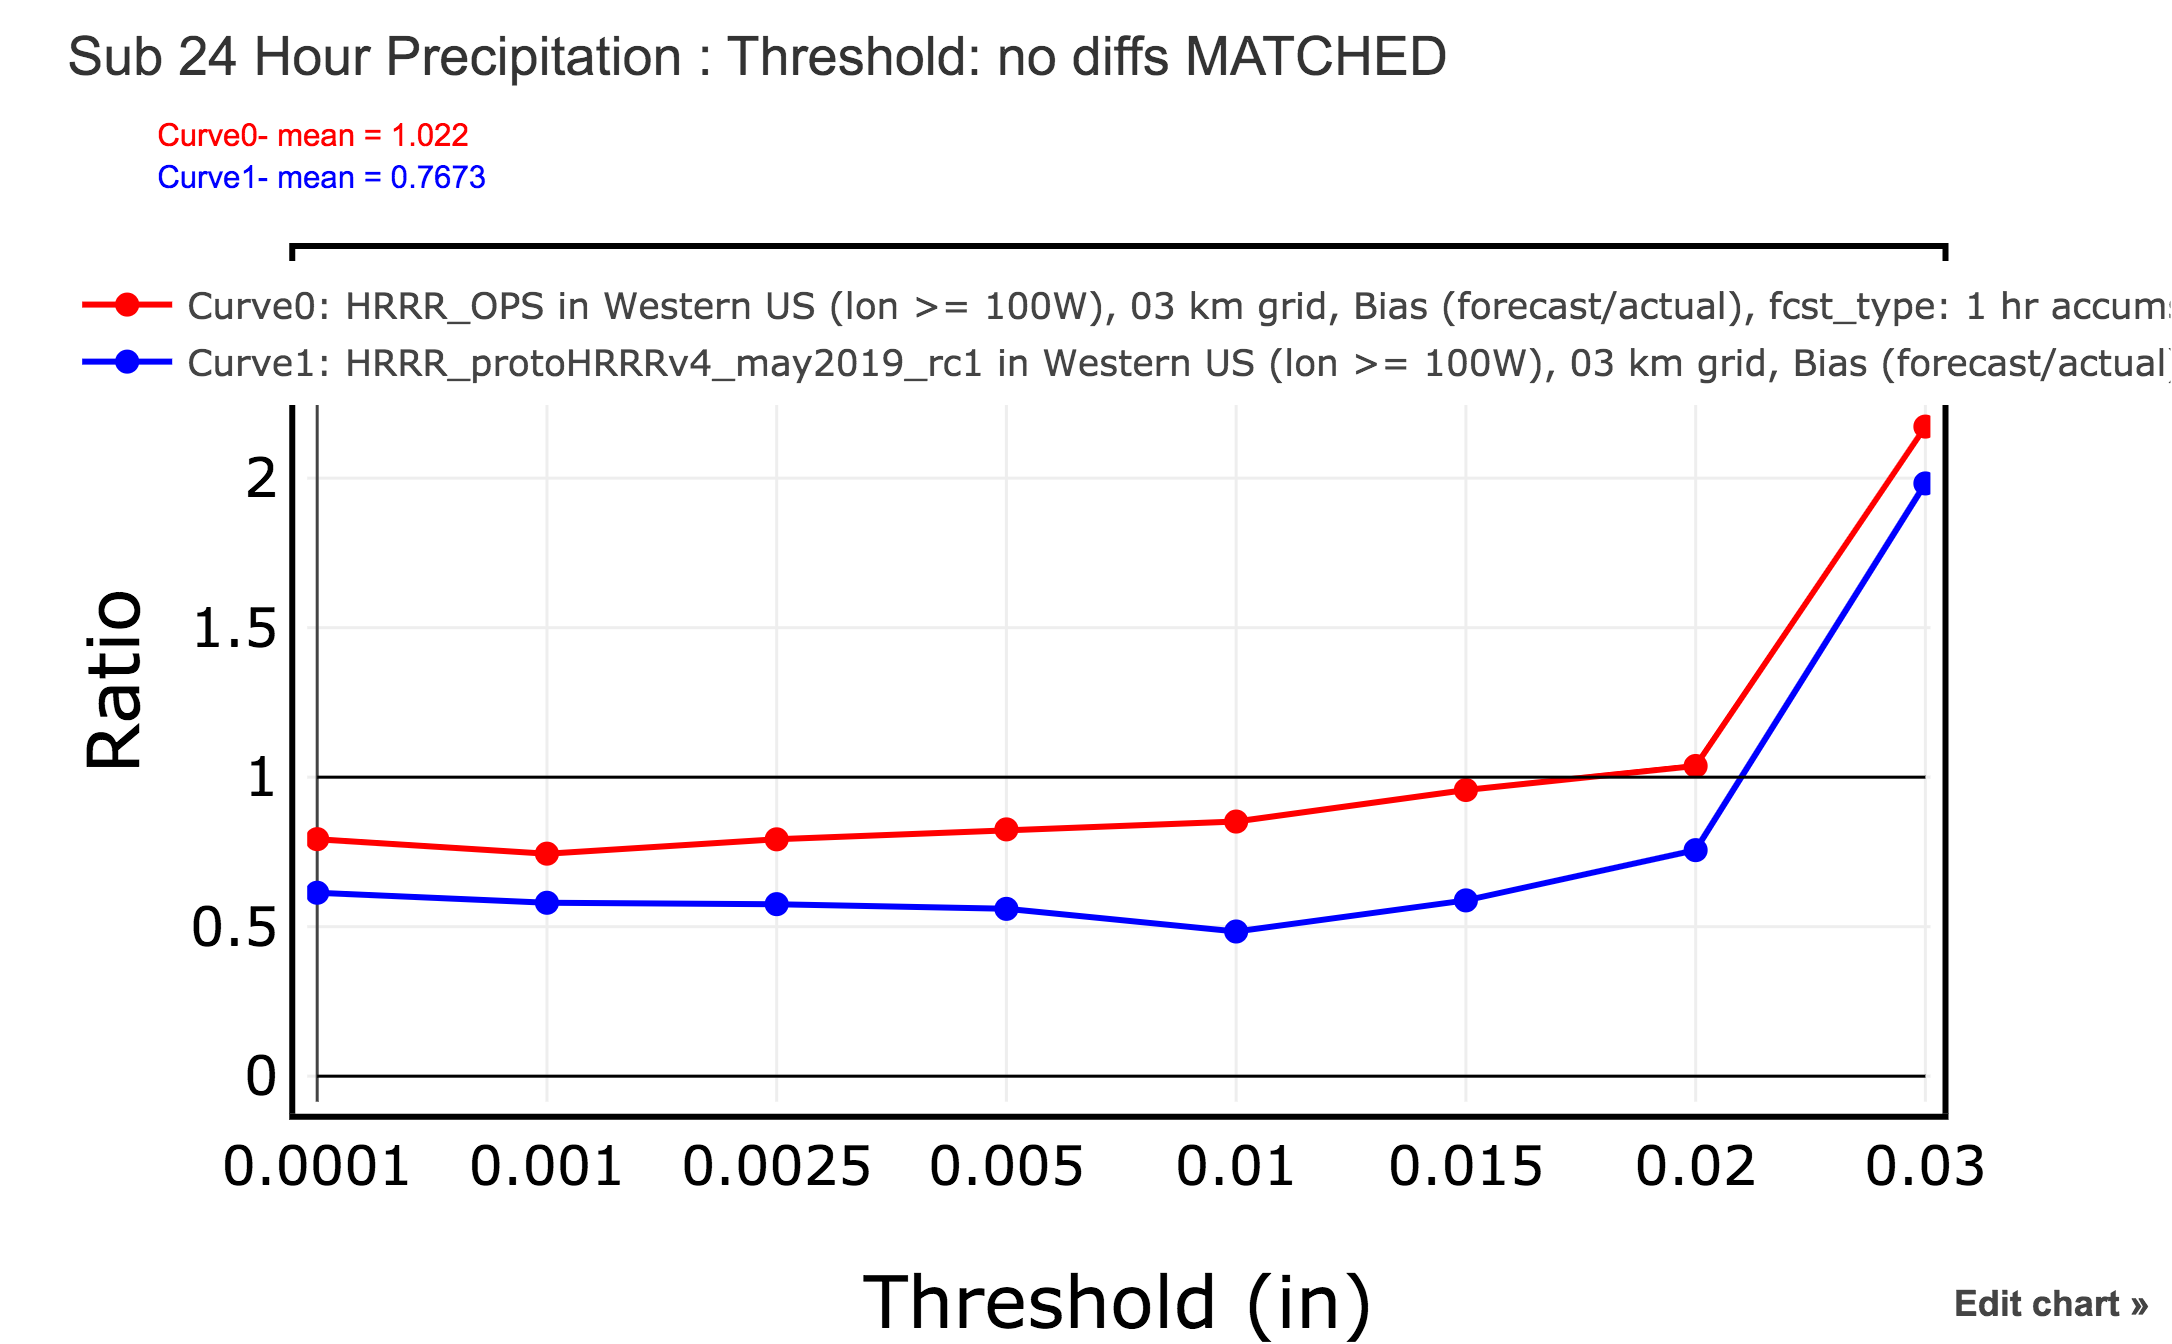 Sub 24 Hour Precipitation : Threshold: no diffs MATCHED
Curve0- mean = 1.022
Curve1- mean = 0.7673
Curve0: HRRR_OPS in Western US (lon >= 100W), 03 km grid, Bias (forecast/actual), fcst_type: 1 hr accums
Curve1: HRRR_protoHRRRv4_may2019_rc1 in Western US (lon >= 100W), 03 km grid, Bias (forecast/actual)
2
1.5
1
0.5
0
Ratio
0.0001 0.001 0.0025 0.005 0.01 0.015 0.02 0.03
Threshold (in)
Edit chart »